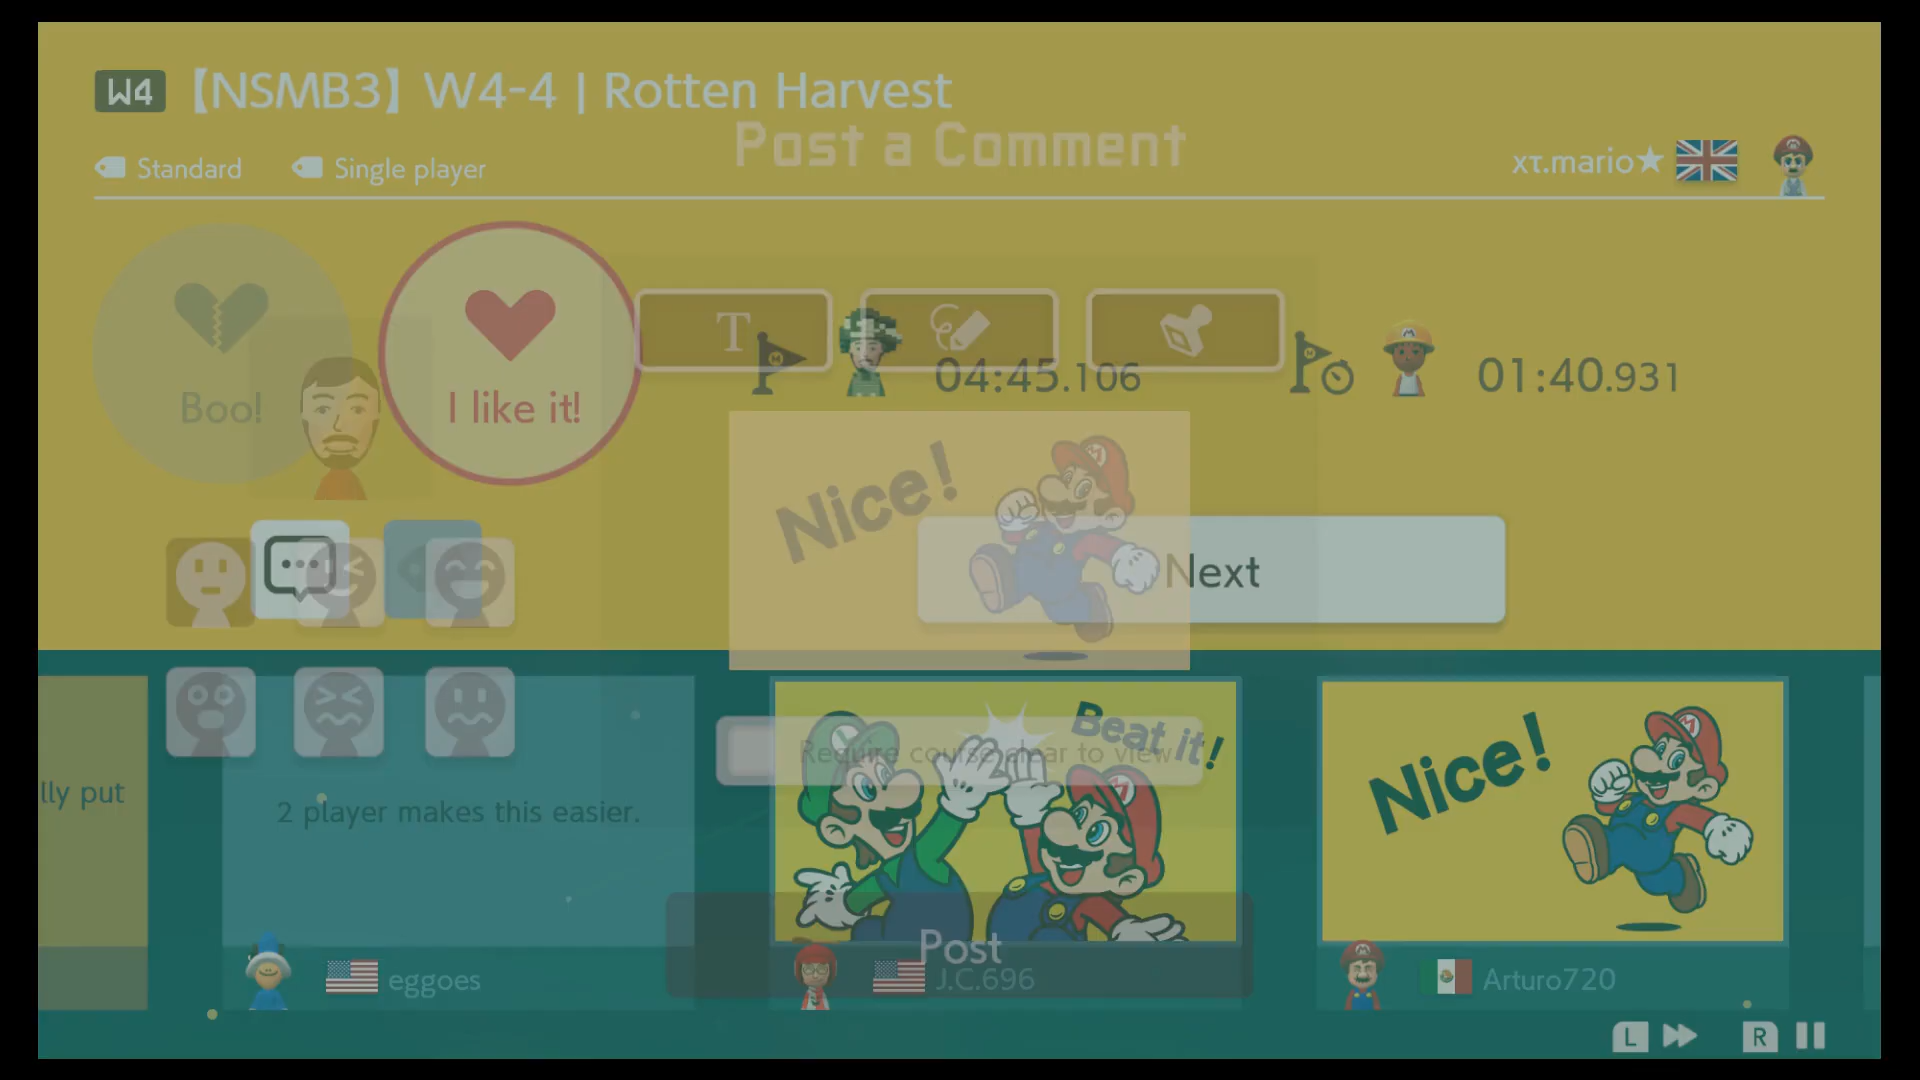 W4 【NSMB3】 W4-4 | Rotten Harvest
Post a Comment
Standard Single player
xτ.mario★
T
04:45.106 01:40.931
Boo! I like it!
Nice!
Next
Beat it!
Require course clear to view
Nice!
lly put
2 player makes this easier.
Post
eggoes J.C.696 Arturo720
L R